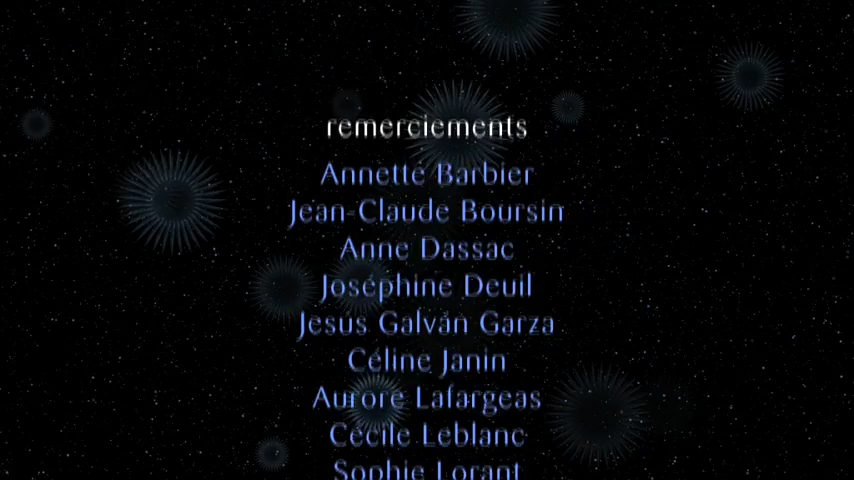 remerciements
Annette Barbier
Jean-Claude Boursin
Anne Dassac
Joséphine Deuil
Jesus Galván Garza
Céline Janin
Aurore Lafargeas
Cécile Leblanc
Sophie Lorant